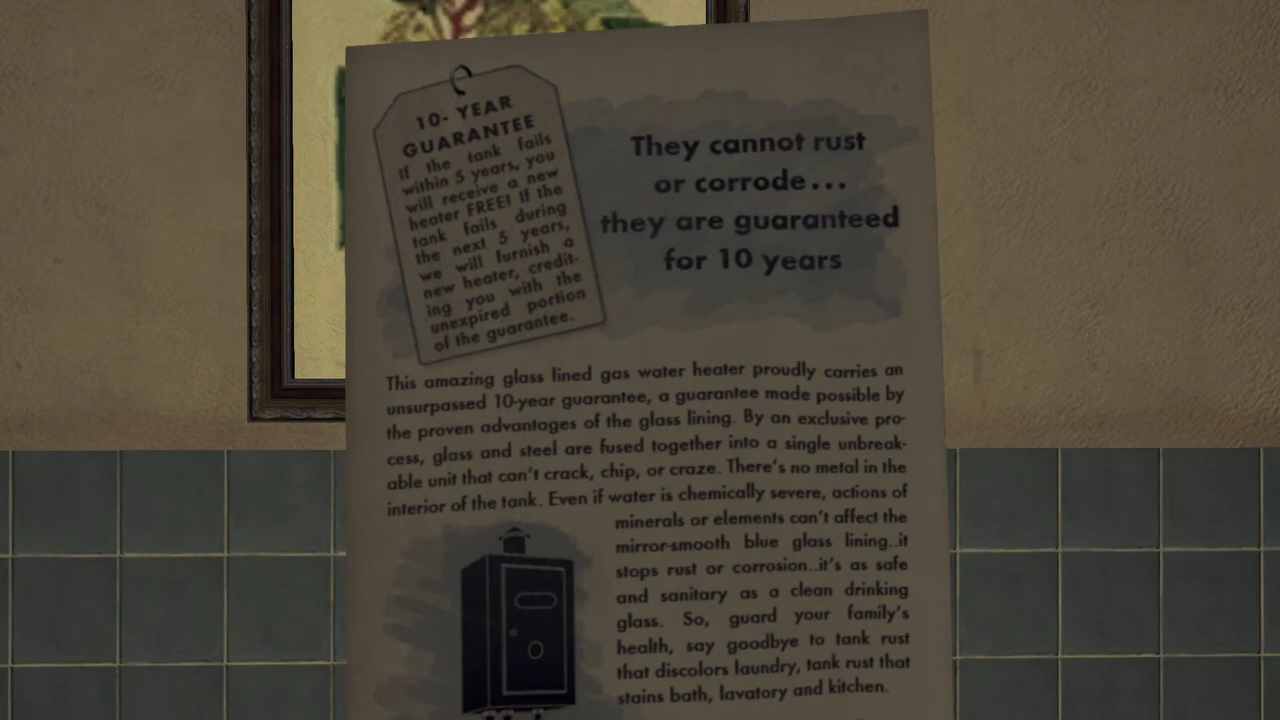 10- YEAR
GUARANTEE
If the tank fails
within 5 years, you
will receive a new
heater FREE! If the
tank fails during
the next 5 years,
we will furnish a
new heater, credit-
ing you with the
unexpired portion
of the guarantee.
They cannot rust
or corrode...
they are guaranteed
for 10 years
This amazing glass lined gas water heater proudly carries an
unsurpassed 10-year guarantee, a guarantee made possible by
the proven advantages of the glass lining. By an exclusive pro-
cess, glass and steel are fused together into a single unbreak-
able unit that can't crack, chip, or craze. There's no metal in the
interior of the tank. Even if water is chemically severe, actions of
minerals or elements can't affect the
mirror-smooth blue glass lining..it
stops rust or corrosion..it's as safe
and sanitary as a clean drinking
glass. So, guard your family's
health, say goodbye to tank rust
that discolors laundry, tank rust that
stains bath, lavatory and kitchen.